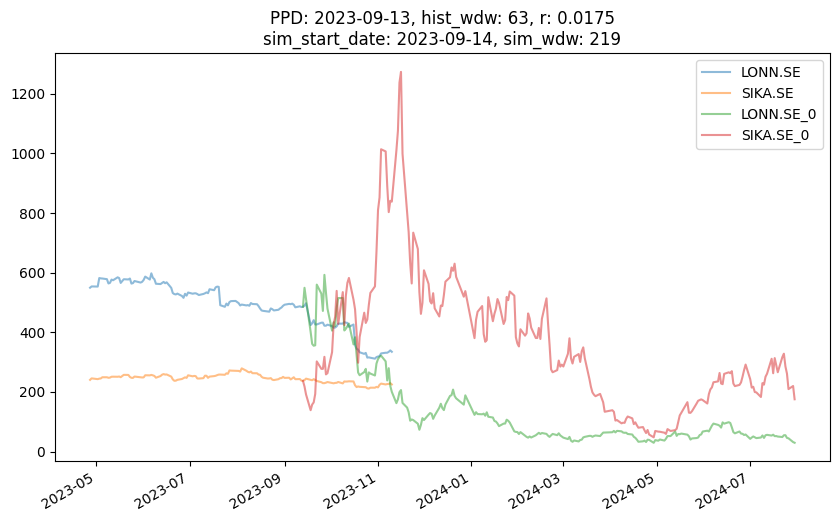 PPD: 2023-09-13, hist_wdw: 63, r: 0.0175
sim_start_date: 2023-09-14, sim_wdw: 219
LONN.SE
SIKA.SE
LONN.SE_0
SIKA.SE_0
1200
1000
800
600
400
200
0
2023-05
2023-07
2023-09
2023-11
2024-01
2024-03
2024-05
2024-07